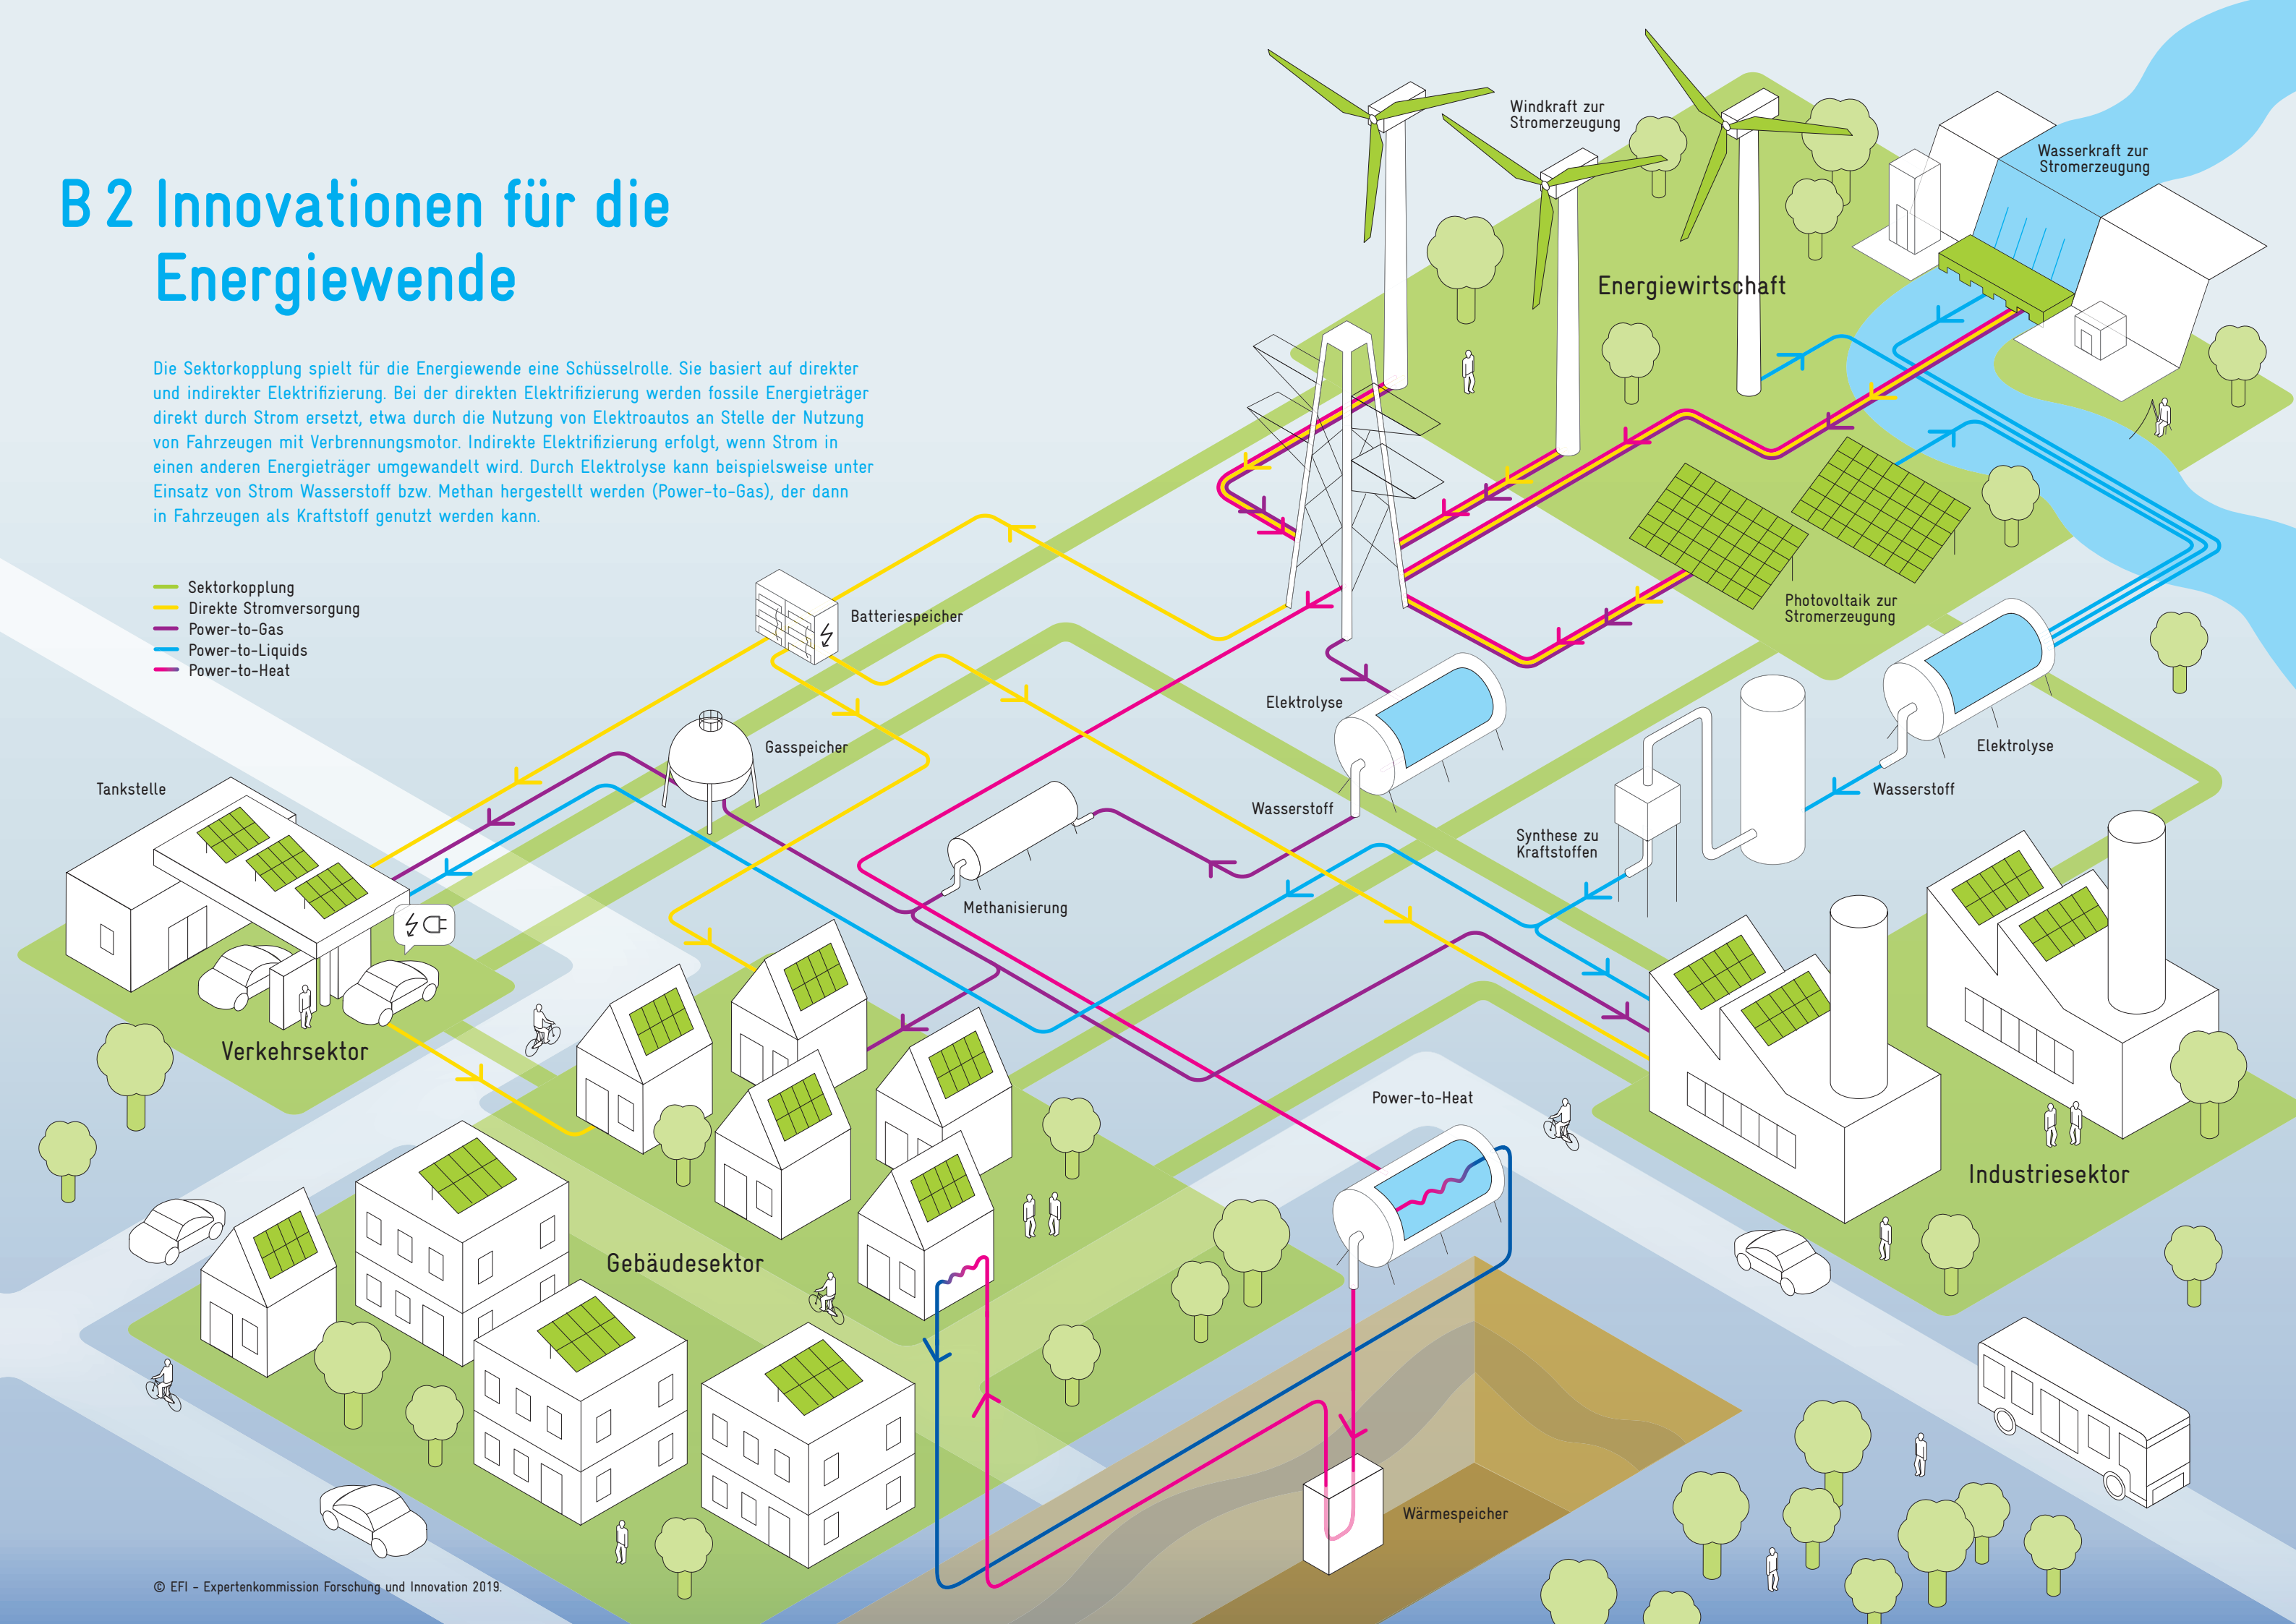 B 2 Innovationen für die
Energiewende
Die Sektorkopplung spielt für die Energiewende eine Schüsselrolle. Sie basiert auf direkter
und indirekter Elektrifizierung. Bei der direkten Elektrifizierung werden fossile Energieträger
direkt durch Strom ersetzt, etwa durch die Nutzung von Elektroautos an Stelle der Nutzung
von Fahrzeugen mit Verbrennungsmotor. Indirekte Elektrifizierung erfolgt, wenn Strom in
einen anderen Energieträger umgewandelt wird. Durch Elektrolyse kann beispielsweise unter
Einsatz von Strom Wasserstoff bzw. Methan hergestellt werden (Power-to-Gas), der dann
in Fahrzeugen als Kraftstoff genutzt werden kann.
Sektorkopplung
Direkte Stromversorgung
Power-to-Gas
Power-to-Liquids
Power-to-Heat
Windkraft zur
Stromerzeugung
Wasserkraft zur
Stromerzeugung
Energiewirtschaft
Photovoltaik zur
Stromerzeugung
Batteriespeicher
Elektrolyse
Elektrolyse
Gasspeicher
Tankstelle
Wasserstoff
Wasserstoff
Synthese zu
Kraftstoffen
Methanisierung
Verkehrsektor
Power-to-Heat
Industriesektor
Gebäudesektor
Wärmespeicher
© EFI - Expertenkommission Forschung und Innovation 2019.